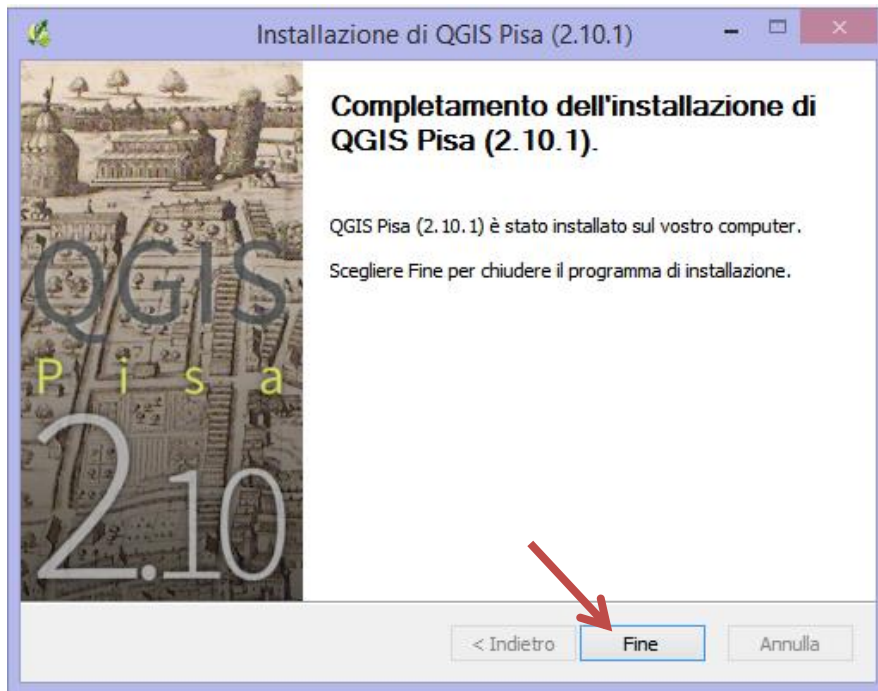 Installazione di QGIS Pisa (2.10.1)
Completamento dell'installazione di
QGIS Pisa (2.10.1).
QGIS Pisa (2.10.1) è stato installato sul vostro computer.
Scegliere Fine per chiudere il programma di installazione.
QGIS
Pisa
2.10
< Indietro
Fine
Annulla